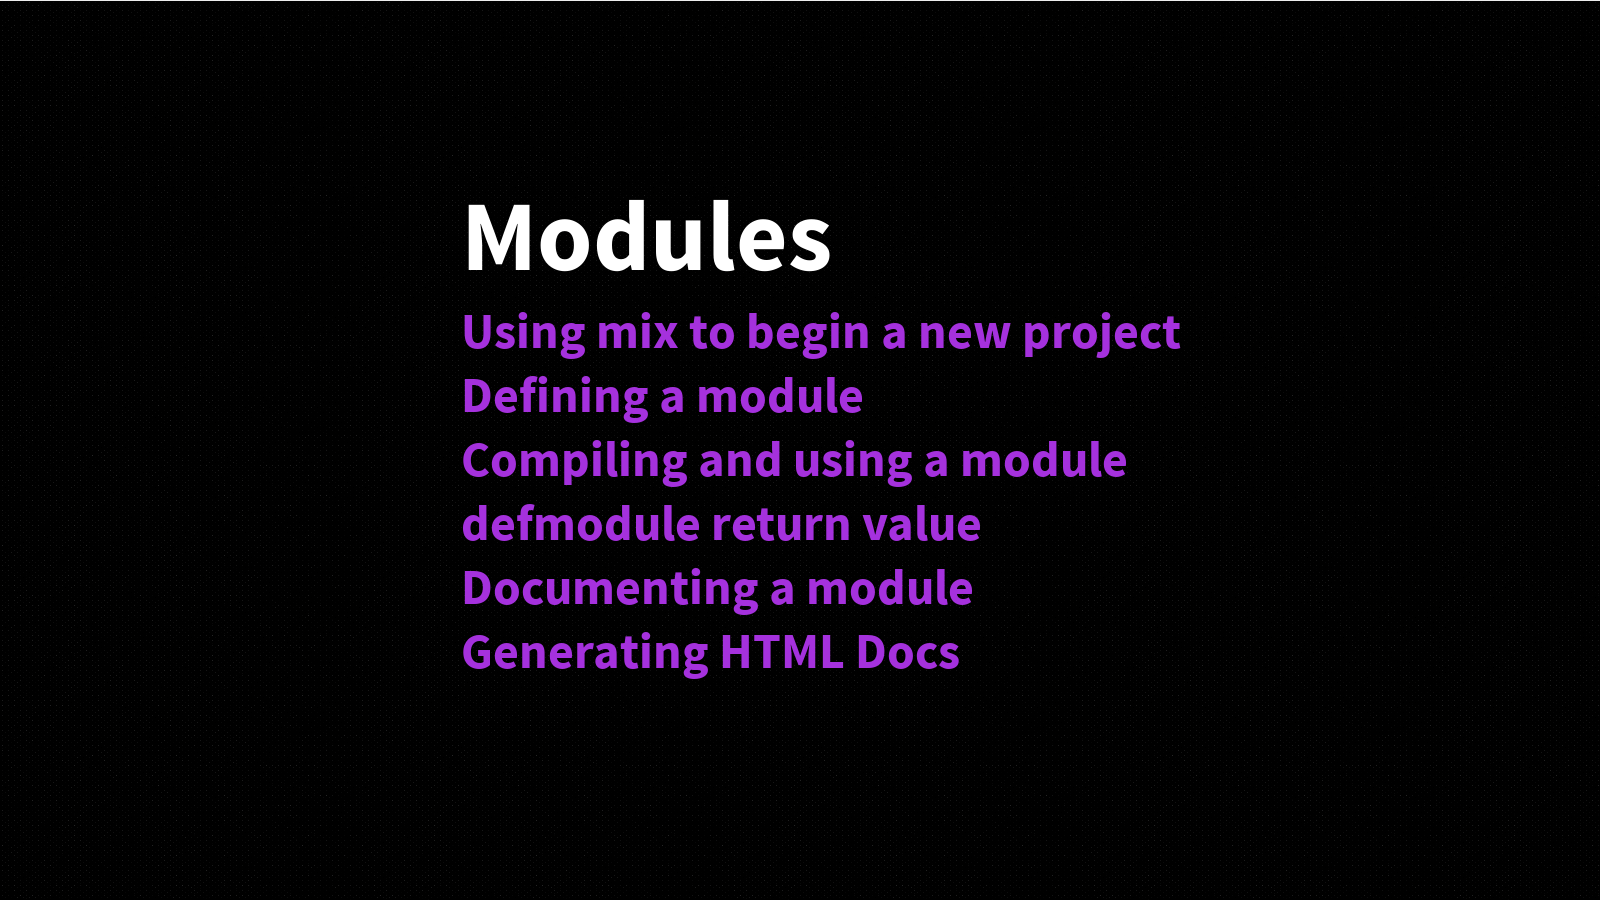 Modules
Using mix to begin a new project
Defining a module
Compiling and using a module
defmodule return value
Documenting a module
Generating HTML Docs